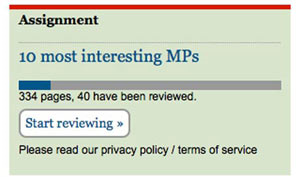 Assignment
10 most interesting MPs
334 pages, 40 have been reviewed.
Start reviewing »
Please read our privacy policy / terms of service